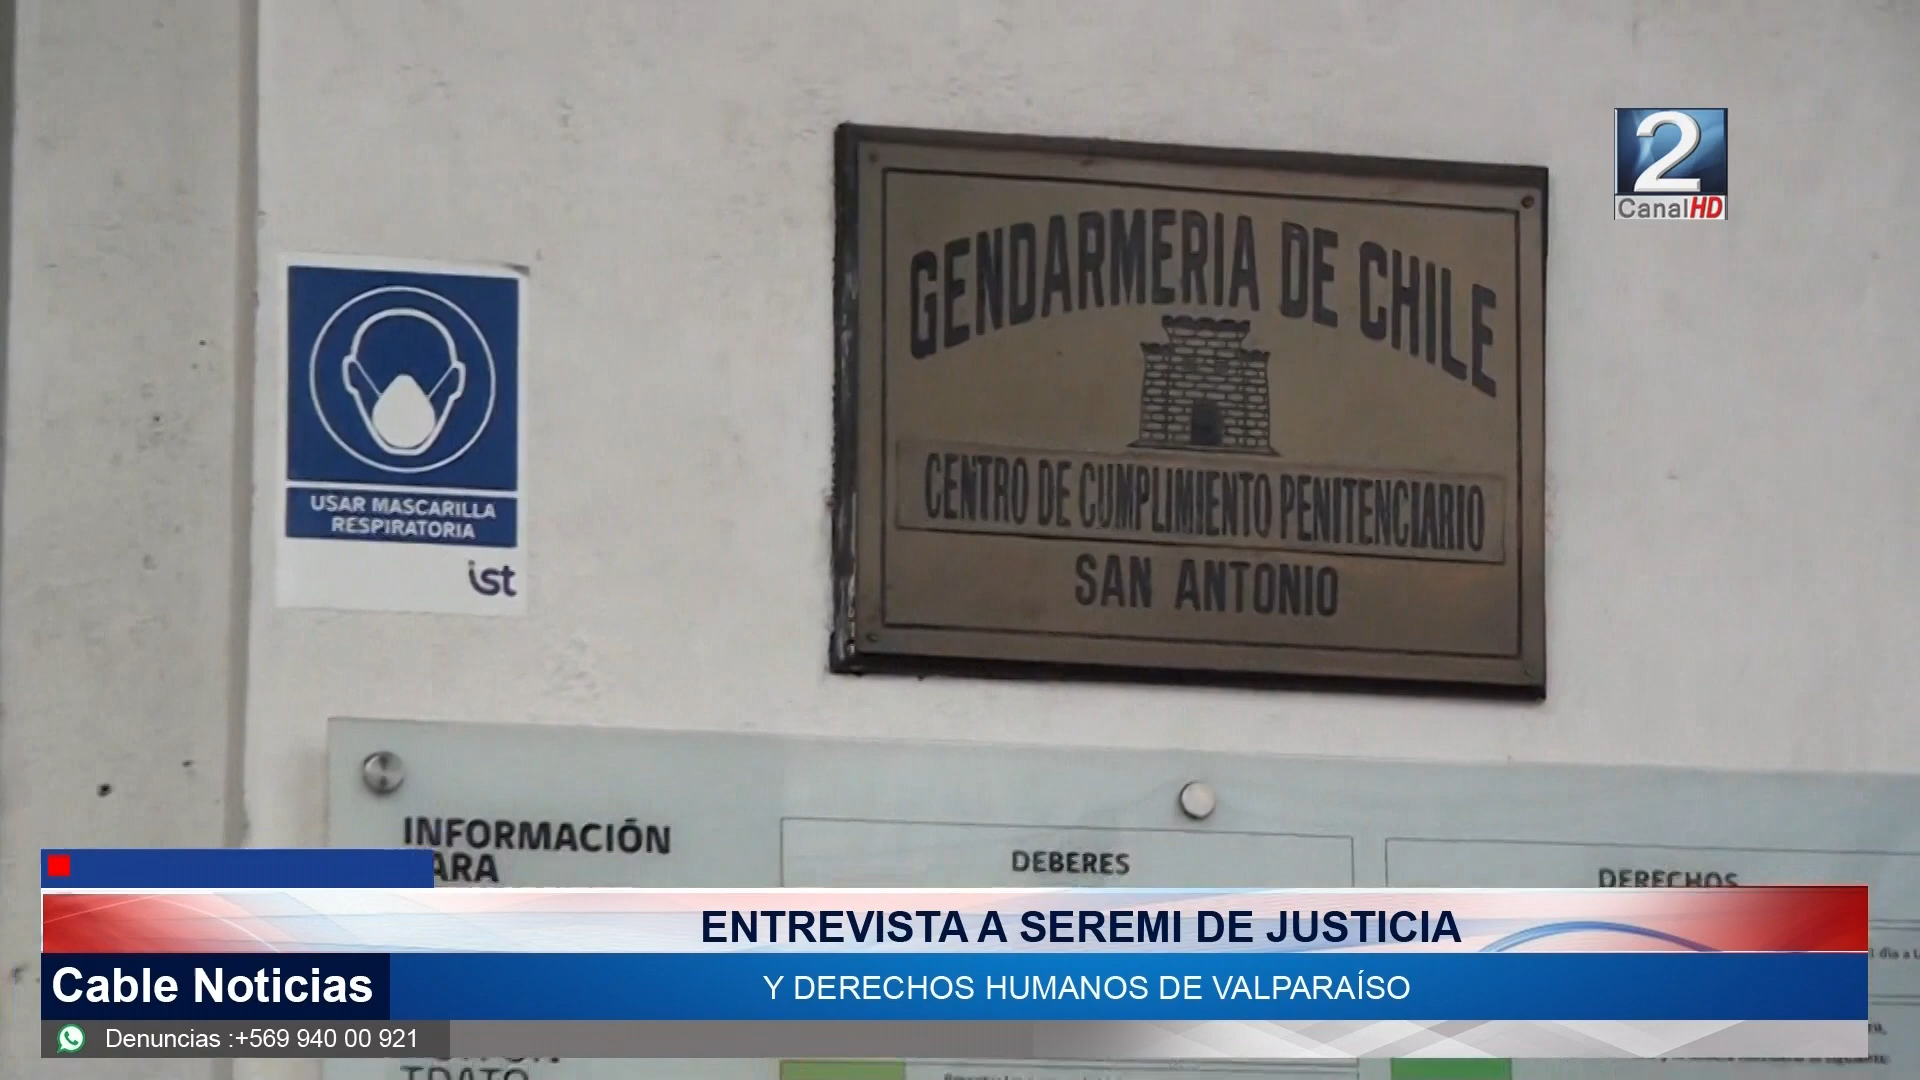 2
CanalHD
GENDARMERIA DE CHILE
CENTRO DE CUMPLIMIENTO PENITENCIARIO
SAN ANTONIO
USAR MASCARILLA
RESPIRATORIA
ist
INFORMACIÓN
DEBERES
DERECHOS
ENTREVISTA A SEREMI DE JUSTICIA
Cable Noticias
Y DERECHOS HUMANOS DE VALPARAÍSO
Denuncias :+569 940 00 921